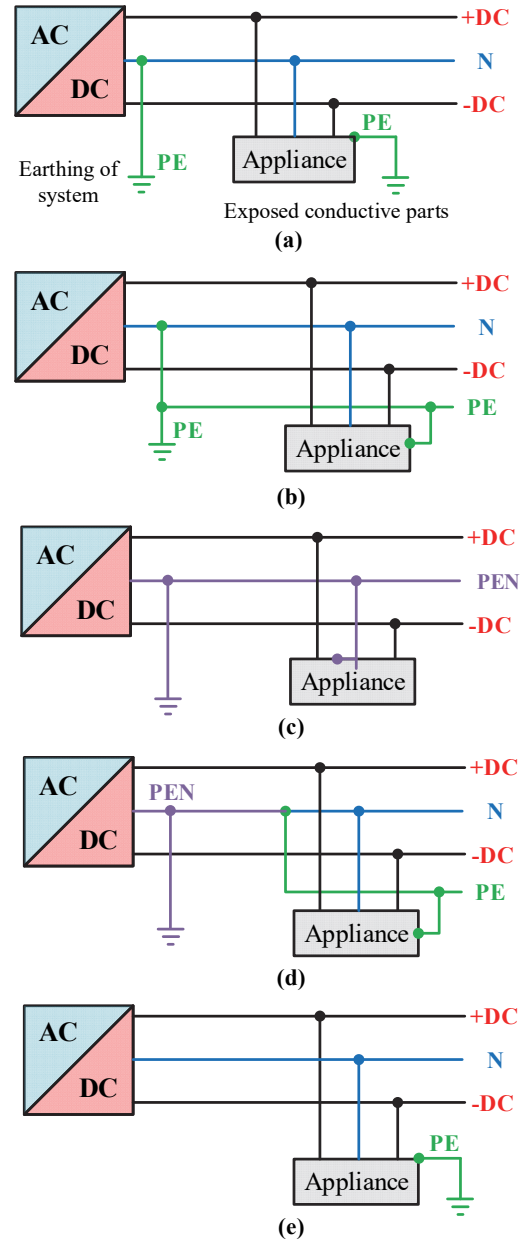 AC
DC
+DC
N
-DC
PE
PE
Appliance
Earthing of
system
Exposed conductive parts
(a)
AC
DC
+DC
N
-DC
PE
PE
Appliance
(b)
AC
DC
+DC
PEN
-DC
Appliance
(c)
AC
DC
+DC
PEN
N
-DC
PE
Appliance
(d)
AC
DC
+DC
N
-DC
PE
Appliance
(e)